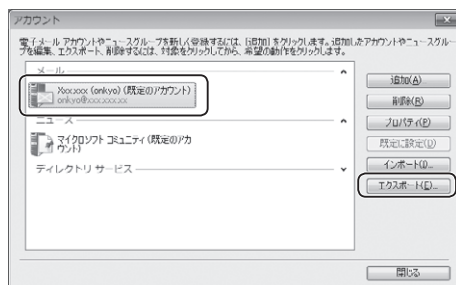 アカウント
電子メール アカウントやニュースグループを新しく登録するには、[追加] をクリックします。追加したアカウントやニュースグルー
プを編集、エクスポート、削除するには、対象をクリックしてから、希望の動作をクリックします。
メール
Xxx.xxx (onkyo) (既定のアカウント)
onkyo@xxx.xxx.xx
ニュース
マイクロソフト コミュニティ (既定のアカ
ウント)
ディレクトリ サービス
追加(A)
削除(R)
プロパティ(P)
既定に設定(D)
インポート(I)...
エクスポート(E)...
閉じる